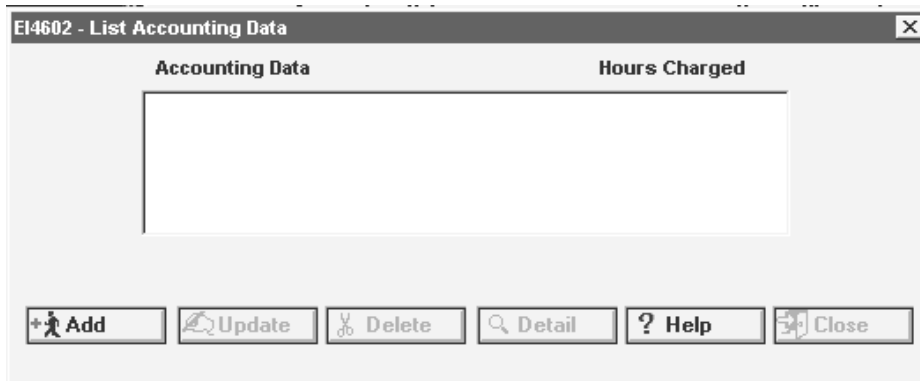 EI4602 - List Accounting Data
Accounting Data Hours Charged
Add Update Delete Detail ? Help Close